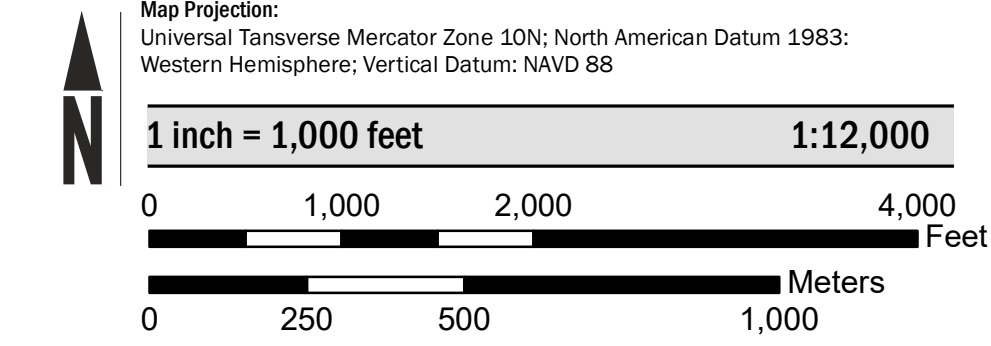 Map Projection:
Universal Tansverse Mercator Zone 10N; North American Datum 1983:
Western Hemisphere; Vertical Datum: NAVD 88
N
1 inch = 1,000 feet 1:12,000
0 1,000 2,000 4,000
Feet
Meters
0 250 500 1,000